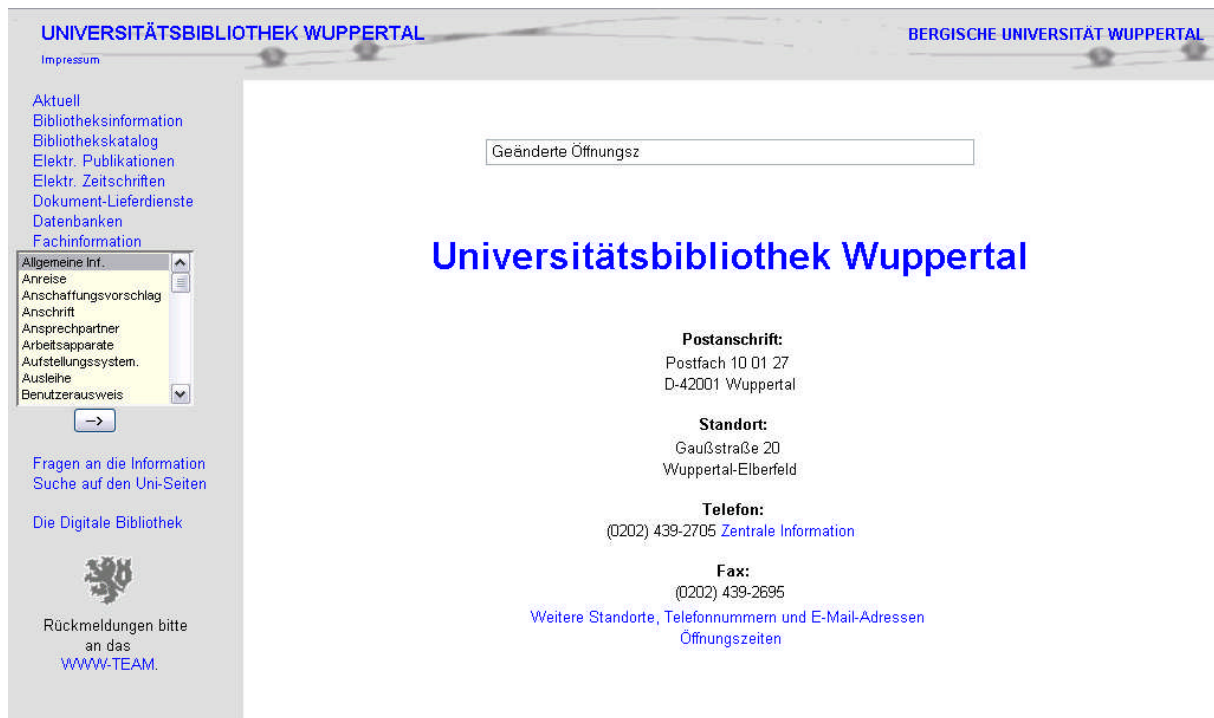 UNIVERSITÄTSBIBLIOTHEK WUPPERTAL
BERGISCHE UNIVERSITÄT WUPPERTAL
Impressum
Aktuell
Bibliotheksinformation
Bibliothekskatalog
Elektr. Publikationen
Elektr. Zeitschriften
Dokument-Lieferdienste
Datenbanken
Fachinformation
Allgemeine Inf.
Anreise
Anschaffungsvorschlag
Anschrift
Ansprechpartner
Arbeitsapparate
Aufstellungssystem.
Ausleihe
Benutzerausweis
-->
Fragen an die Information
Suche auf den Uni-Seiten
Die Digitale Bibliothek
Rückmeldungen bitte
an das
WWW-TEAM.
Geänderte Öffnungsz
Universitätsbibliothek Wuppertal
Postanschrift:
Postfach 10 01 27
D-42001 Wuppertal
Standort:
Gaußstraße 20
Wuppertal-Elberfeld
Telefon:
(0202) 439-2705 Zentrale Information
Fax:
(0202) 439-2695
Weitere Standorte, Telefonnummern und E-Mail-Adressen
Öffnungszeiten